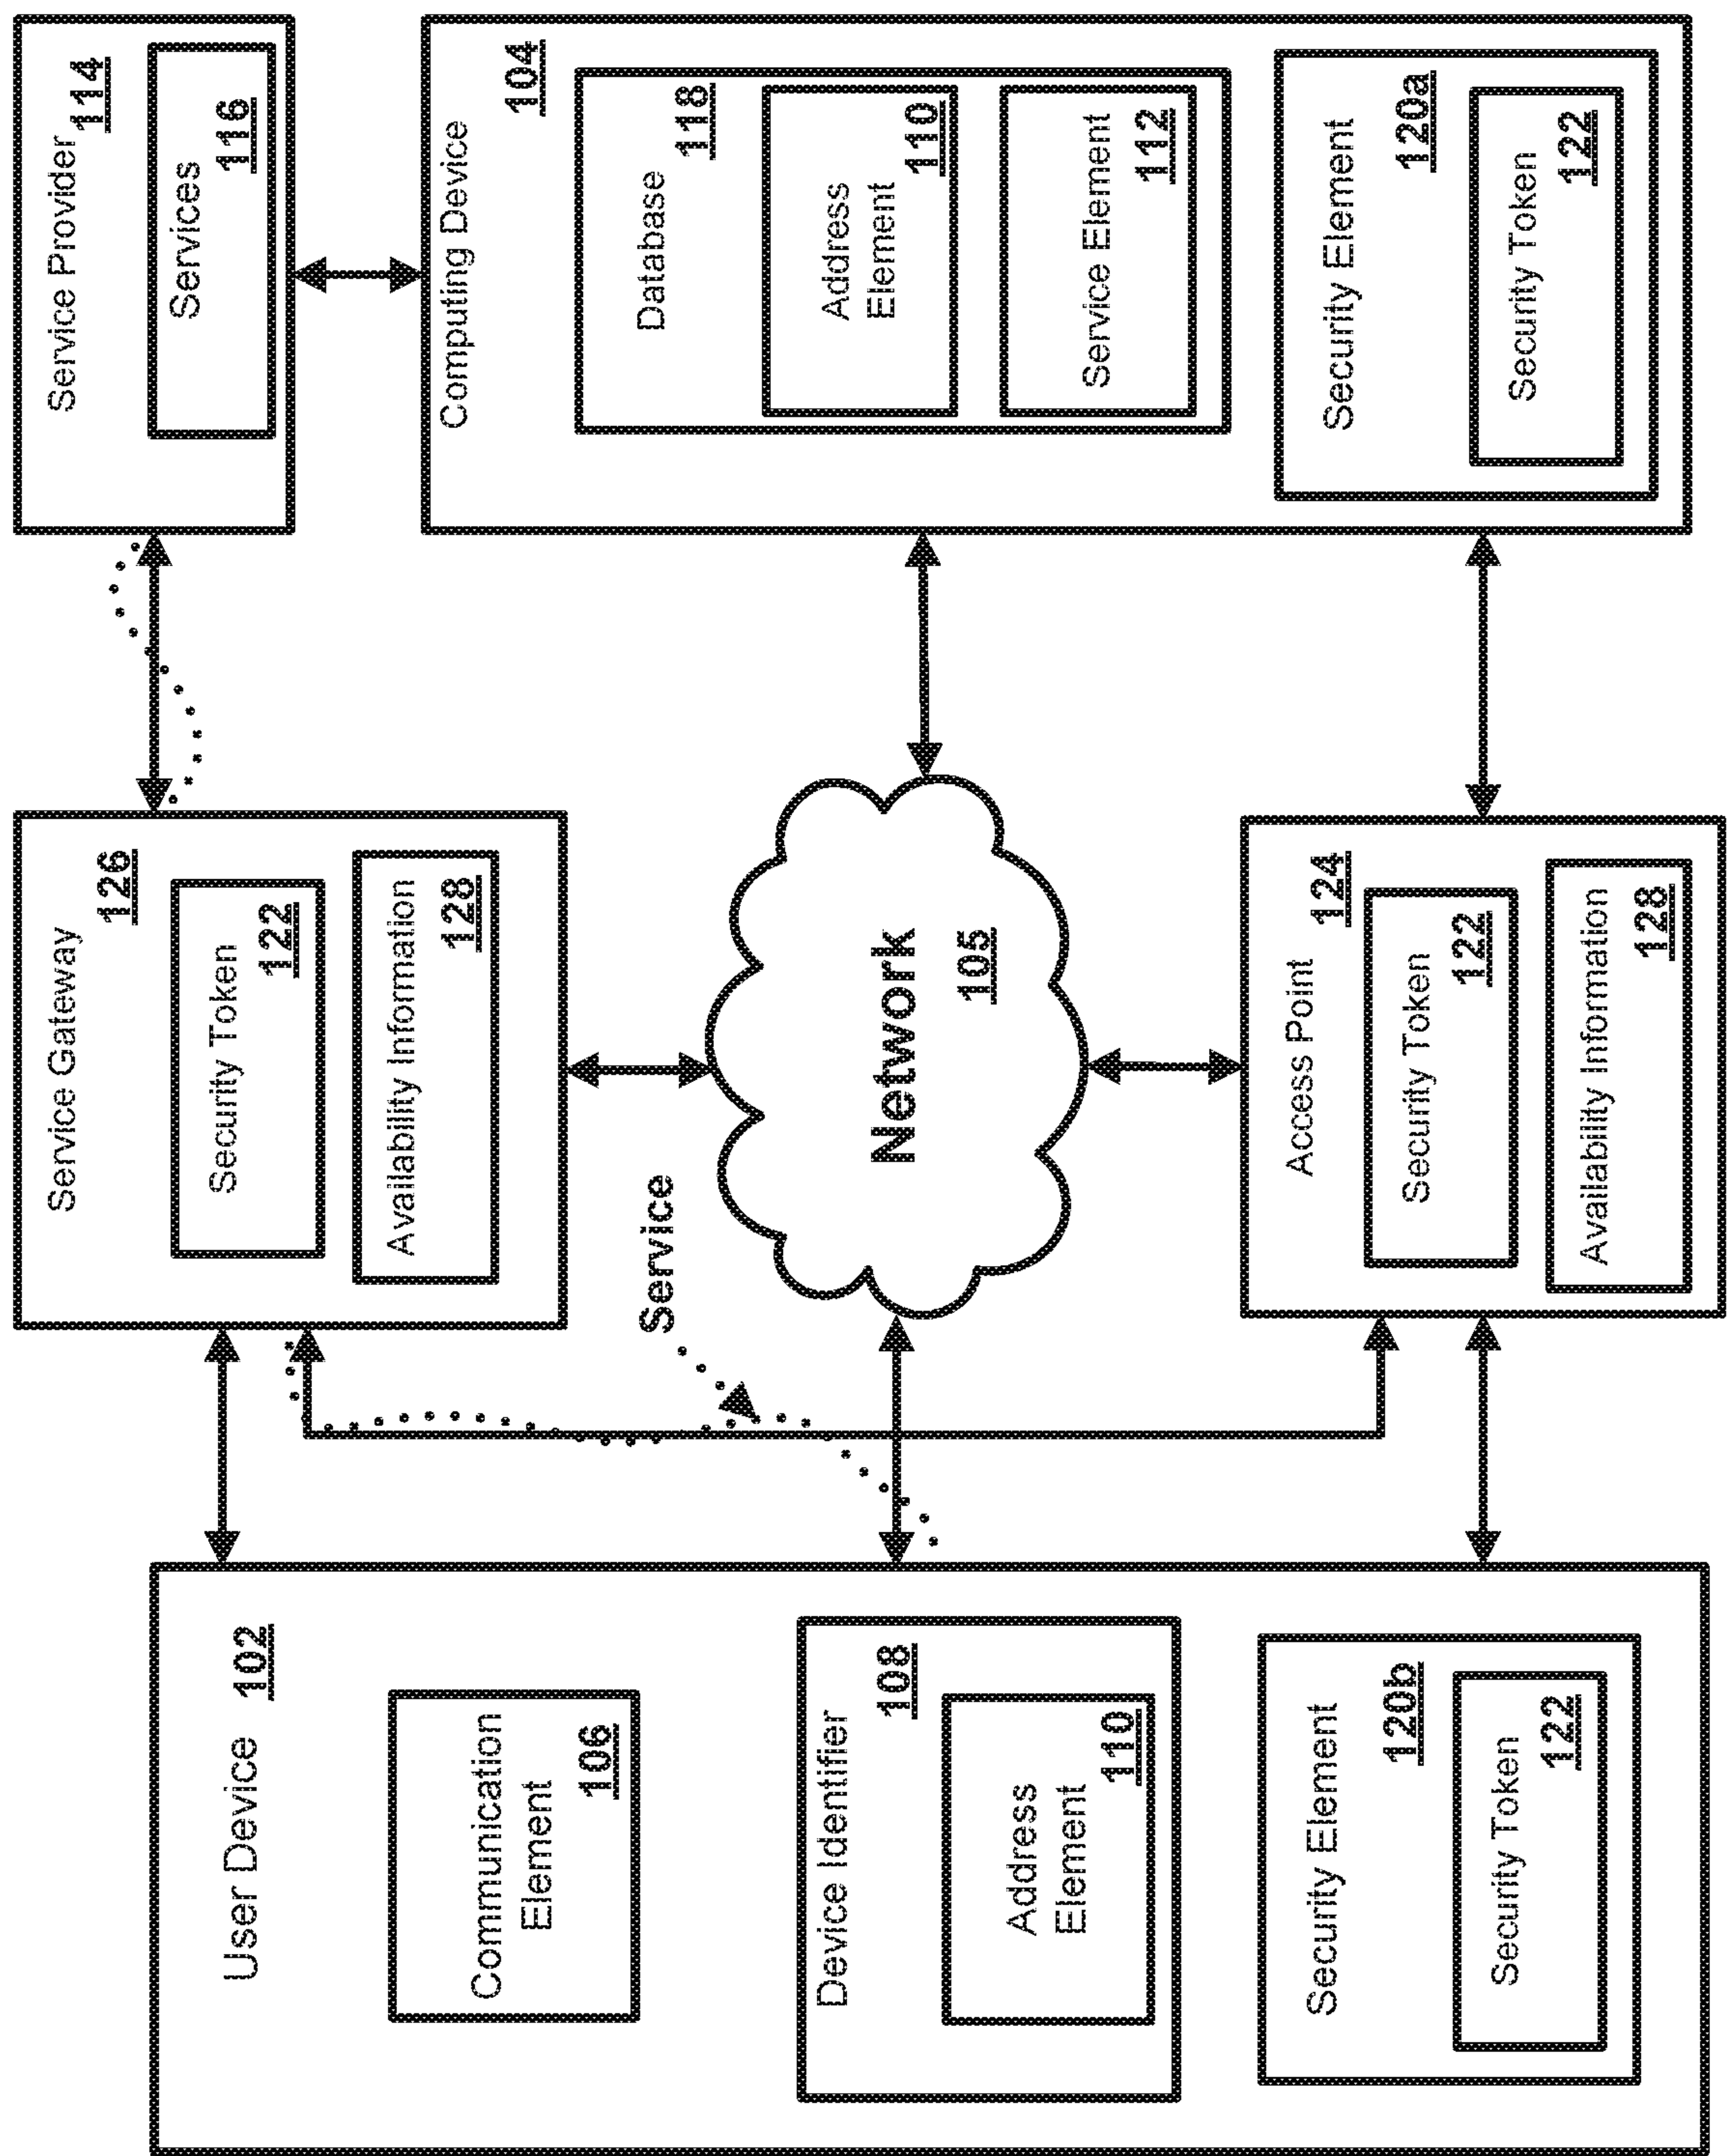 User Device 102
Communication
Element
106
Device Identifier
108
Address
Element
110
Security Element
120b
Security Token
122
Service Gateway
126
Security Token
122
Availability Information
128
Service
Network
105
Access Point
124
Security Token
122
Availability Information
128
Service Provider
114
Services
116
Computing Device
104
Database
118
Address
Element
110
Service Element
112
Security Element
120a
Security Token
122